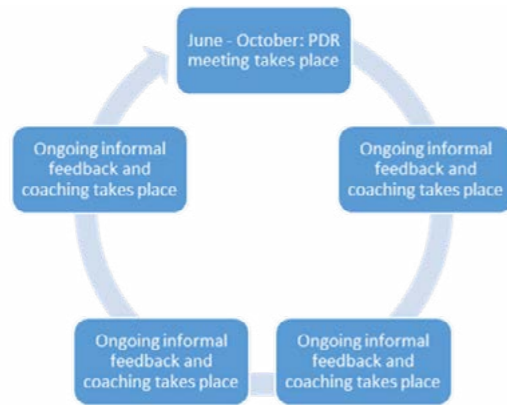 June - October: PDR
meeting takes place
Ongoing informal
feedback and
coaching takes place
Ongoing informal
feedback and
coaching takes place
Ongoing informal
feedback and
coaching takes place
Ongoing informal
feedback and
coaching takes place